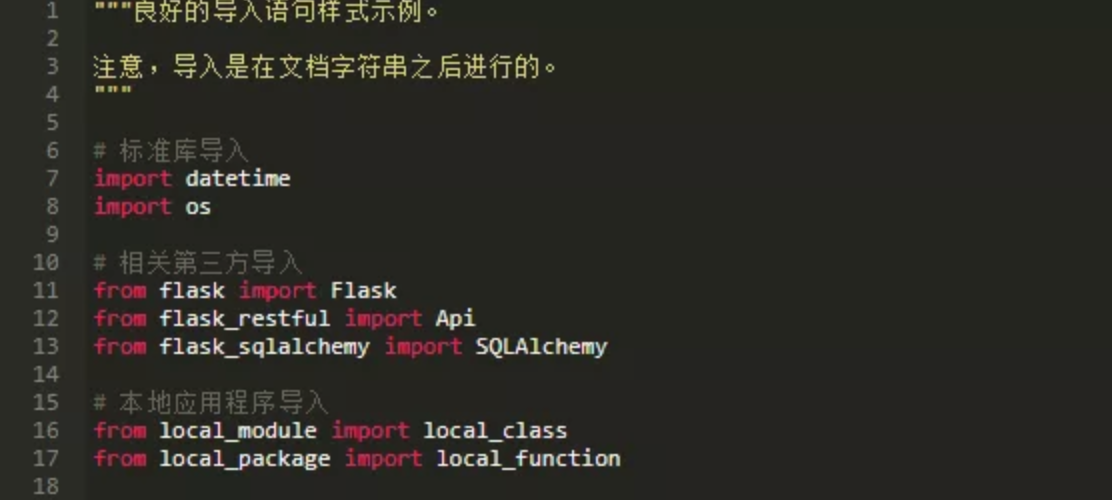 1 """良好的导入语句样式示例。
2
3 注意，导入是在文档字符串之后进行的。
4 """
5
6 # 标准库导入
7 import datetime
8 import os
9
10 # 相关第三方导入
11 from flask import Flask
12 from flask_restful import Api
13 from flask_sqlalchemy import SQLAlchemy
14
15 # 本地应用程序导入
16 from local_module import local_class
17 from local_package import local_function
18